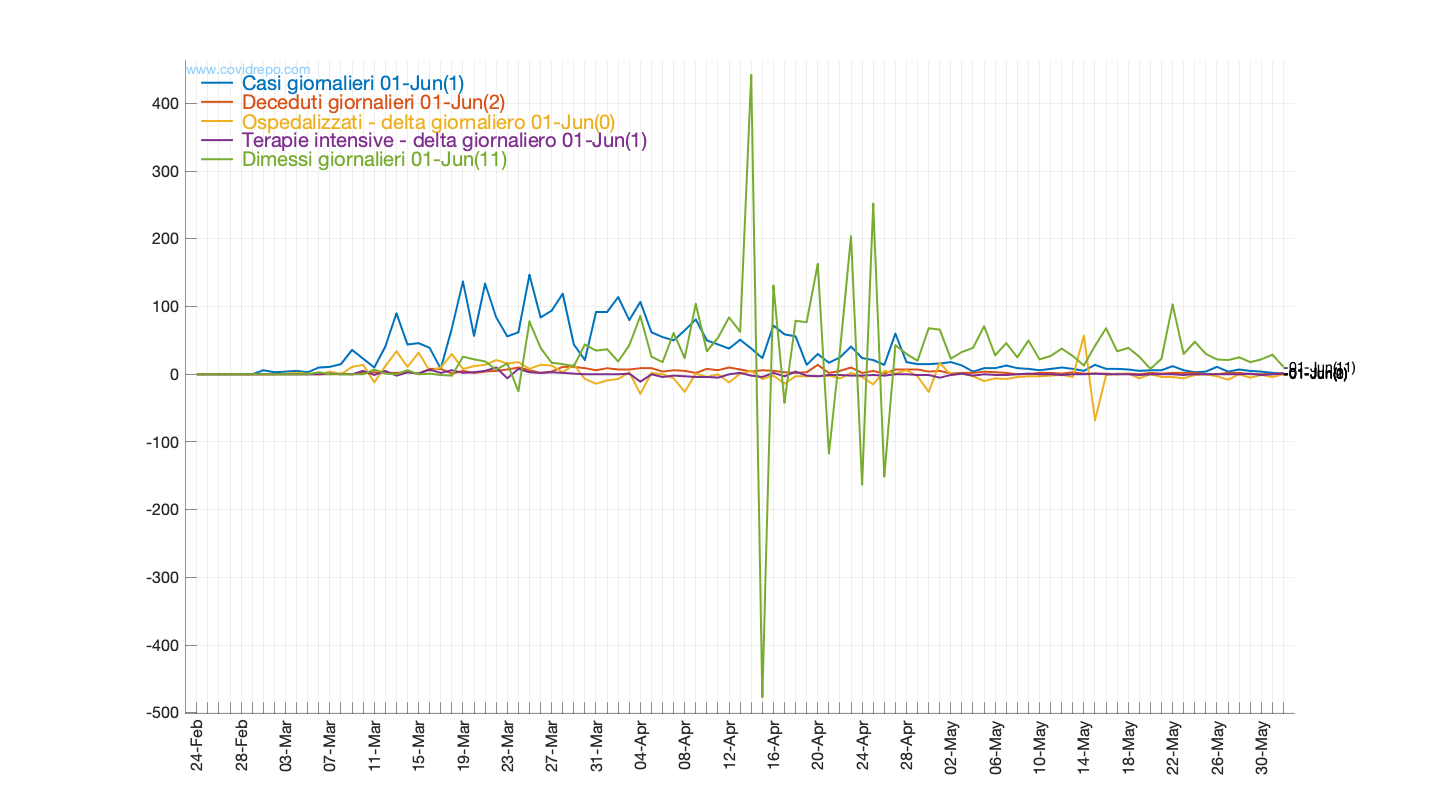 www.covidrepo.com
Casi giornalieri 01-Jun(1)
Deceduti giornalieri 01-Jun(2)
Ospedalizzati - delta giornaliero 01-Jun(0)
Terapie intensive - delta giornaliero 01-Jun(1)
Dimessi giornalieri 01-Jun(11)
400
300
200
100
0
-100
-200
-300
-400
-500
01-Jun(11)
24-Feb
28-Feb
03-Mar
07-Mar
11-Mar
15-Mar
19-Mar
23-Mar
27-Mar
31-Mar
04-Apr
08-Apr
12-Apr
16-Apr
20-Apr
24-Apr
28-Apr
02-May
06-May
10-May
14-May
18-May
22-May
26-May
30-May